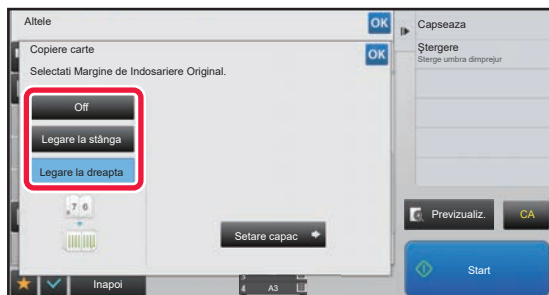 Altele
OK
Copiere carte
OK
Selectati Margine de Indosariere Original.
Off
Legare la stânga
Legare la dreapta
7 6
Setare capac
Inapoi
4 A3
Capseaza
Ştergere
Sterge umbra dimprejur
Previzualiz.
CA
Start